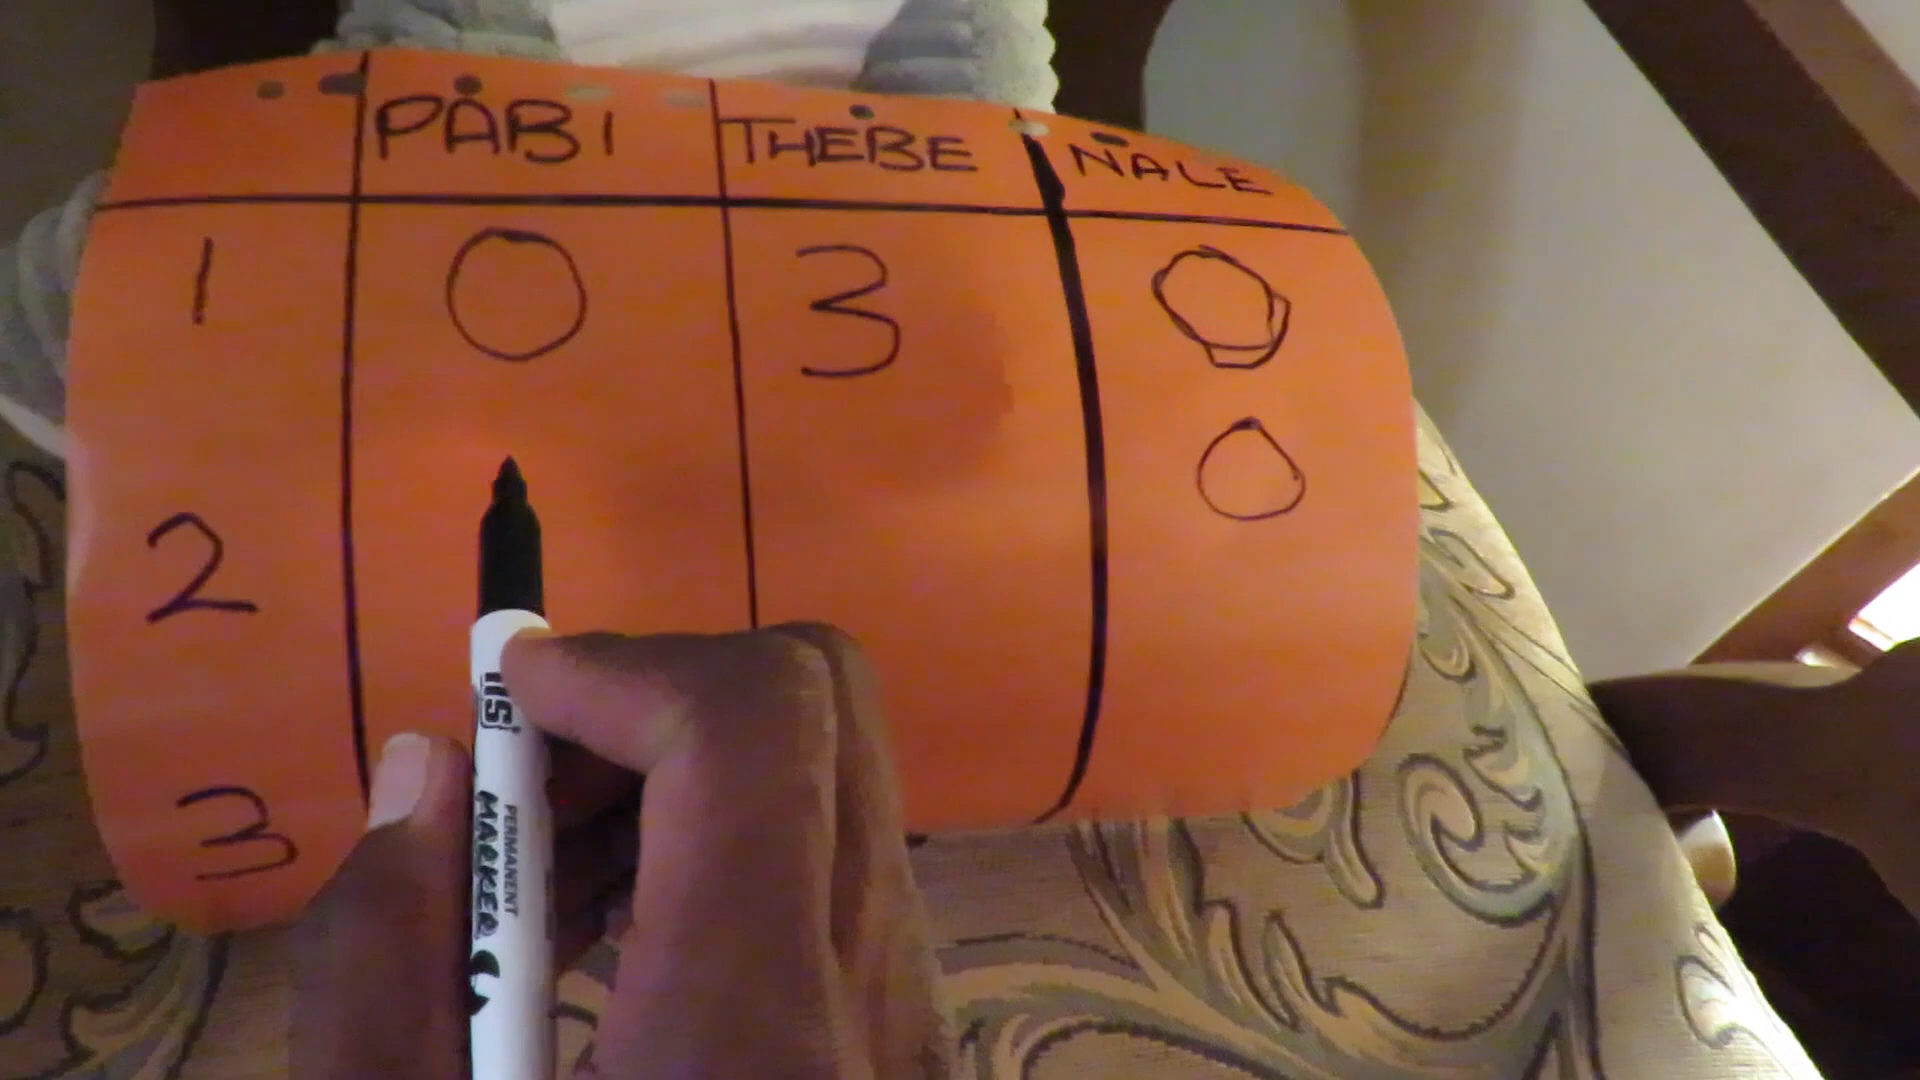 PABI THEBE NALE
1 0 3 0
0
2
3
PERMANENT
MARKER